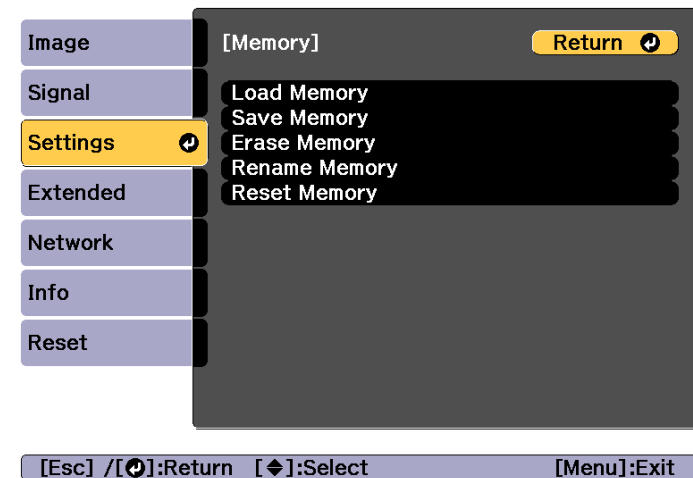 Image
Signal
Settings
Extended
Network
Info
Reset
[Memory]
Return
Load Memory
Save Memory
Erase Memory
Rename Memory
Reset Memory
[Esc] /[⏎]:Return [◆]:Select [Menu]:Exit